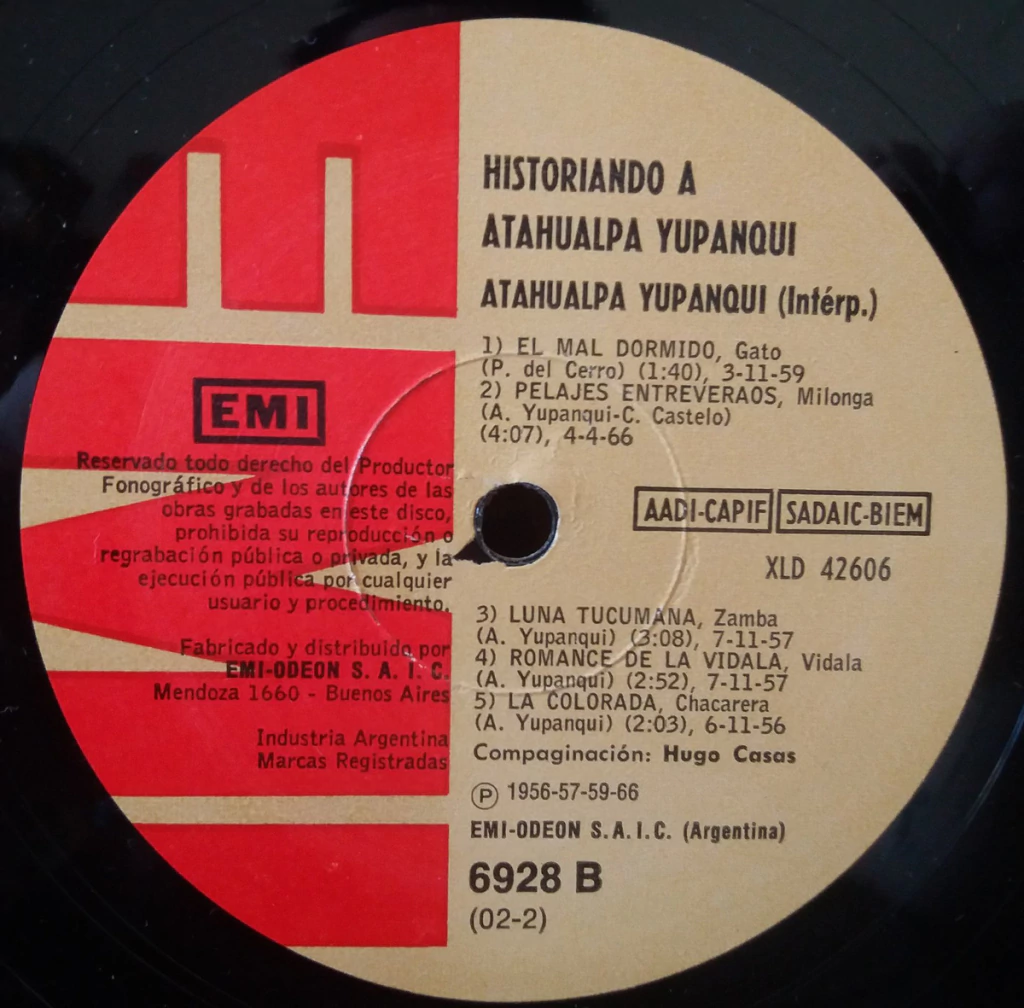 HISTORIANDO A
ATAHUALPA YUPANQUI
ATAHUALPA YUPANQUI (Intérp.)
1) EL MAL DORMIDO, Gato
(P. del Cerro) (1:40), 3-11-59
2) PELAJES ENTREVERAOS, Milonga
(A. Yupanqui-C. Castelo)
(4:07), 4-4-66
EMI
Reservado todo derecho del Productor
Fonográfico y de los autores de las
obras grabadas en este disco,
prohibida su reproducción o
regrabación pública o privada, y la
ejecución pública por cualquier
usuario y procedimiento.
Fabricado y distribuido por
EMI-ODEON S. A. I. C.
Mendoza 1660 - Buenos Aires
Industria Argentina
Marcas Registradas
AADI-CAPIF SADAIC-BIEM
XLD 42606
3) LUNA TUCUMANA, Zamba
(A. Yupanqui) (3:08), 7-11-57
4) ROMANCE DE LA VIDALA, Vidala
(A. Yupanqui) (2:52), 7-11-57
5) LA COLORADA, Chacarera
(A. Yupanqui) (2:03), 6-11-56
Compaginación: Hugo Casas
Ⓟ 1956-57-59-66
EMI-ODEON S.A.I.C. (Argentina)
6928 B
(02-2)